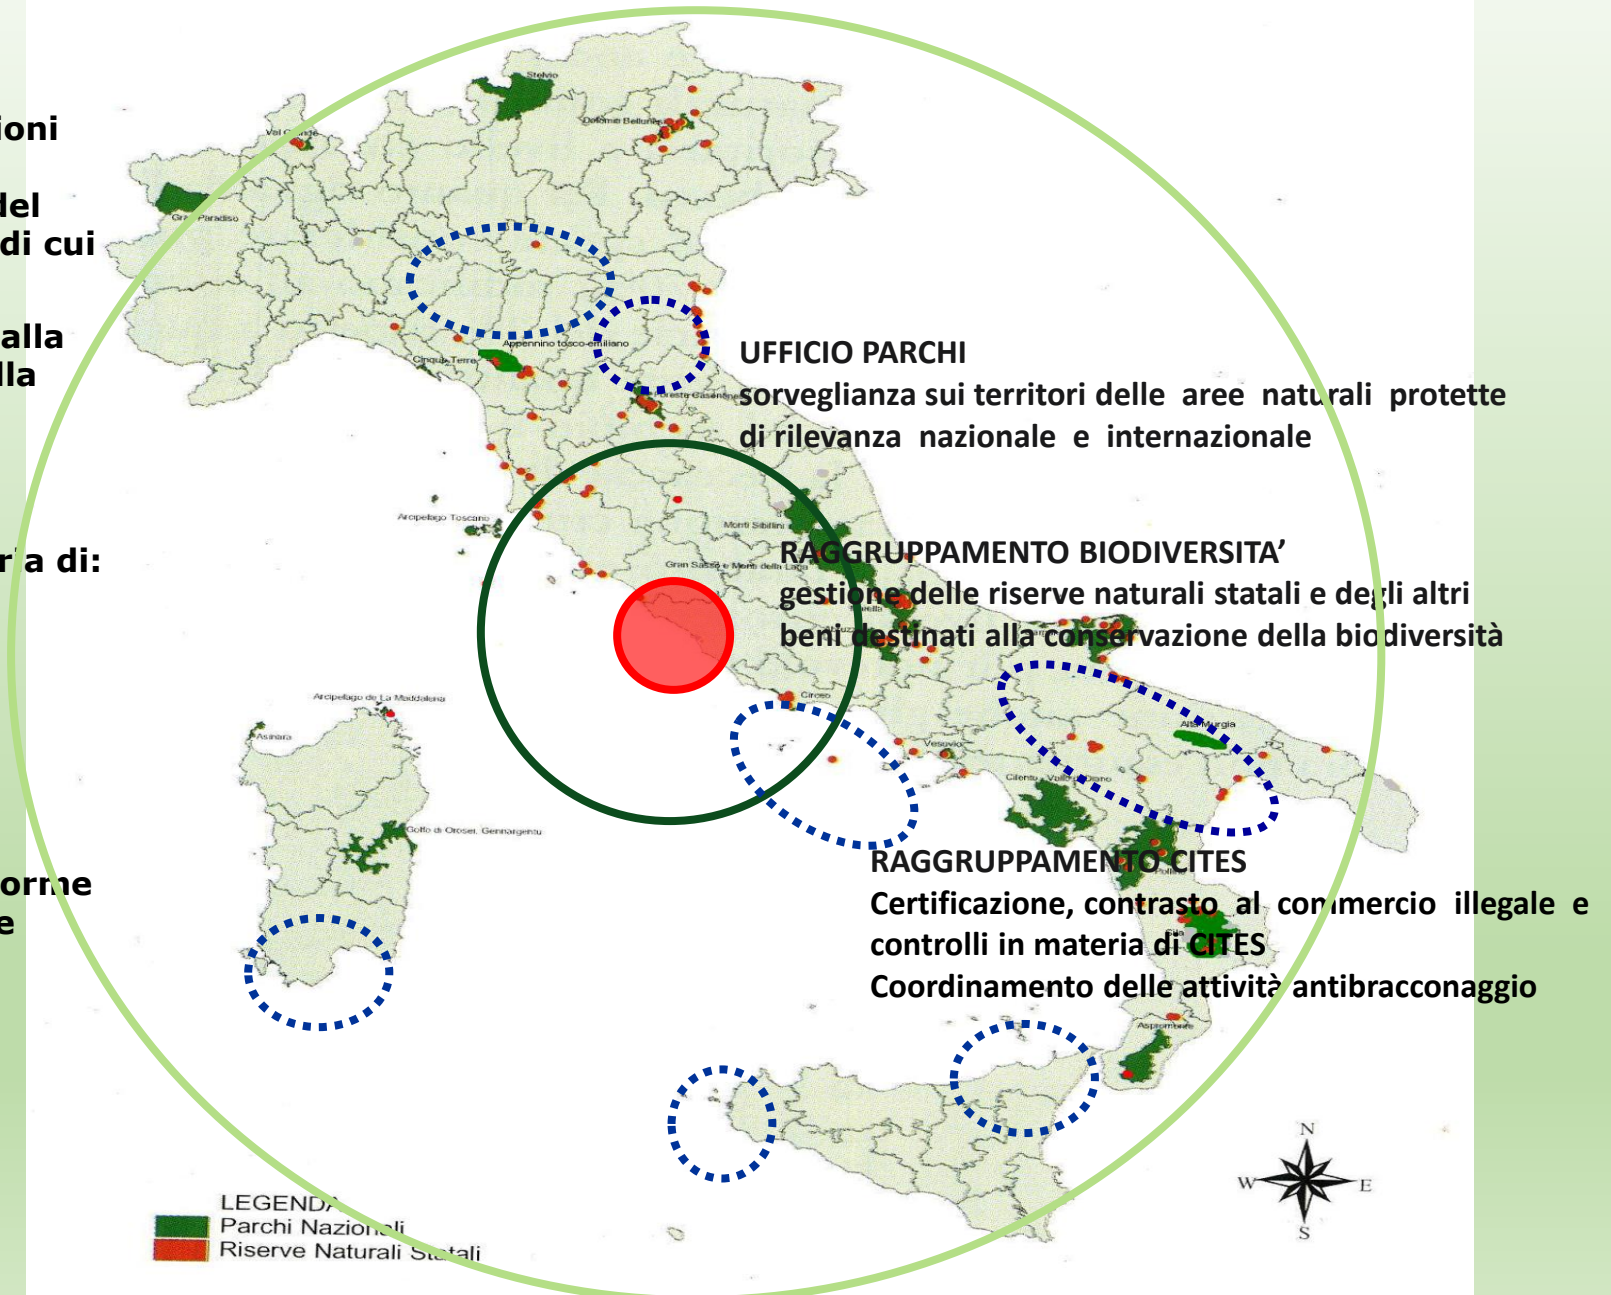 ioni
del
di cui
alla
lla
ria di:
orme
e
Stelvio
Dolomiti Bellunesi
Val Grande
Gran Paradiso
Appennino tosco-emiliano
Cinque Terre
Foreste Casentinesi
UFFICIO PARCHI
sorveglianza sui territori delle aree naturali protette
di rilevanza nazionale e internazionale
Arcipelago Toscano
Monti Sibillini
Gran Sasso e Monti della Laga
RAGGRUPPAMENTO BIODIVERSITA’
gestione delle riserve naturali statali e degli altri
beni destinati alla conservazione della biodiversità
Arcipelago de La Maddalena
Asinara
Circeo
Vesuvio
Alta Murgia
Cilento - Vallo di Diano
Golfo di Orosei, Gennargentu
RAGGRUPPAMENTO CITES
Certificazione, contrasto al commercio illegale e
controlli in materia di CITES
Coordinamento delle attività antibracconaggio
Pollino
Sila
Aspromonte
N
W
E
S
LEGENDA
Parchi Nazionali
Riserve Naturali Statali